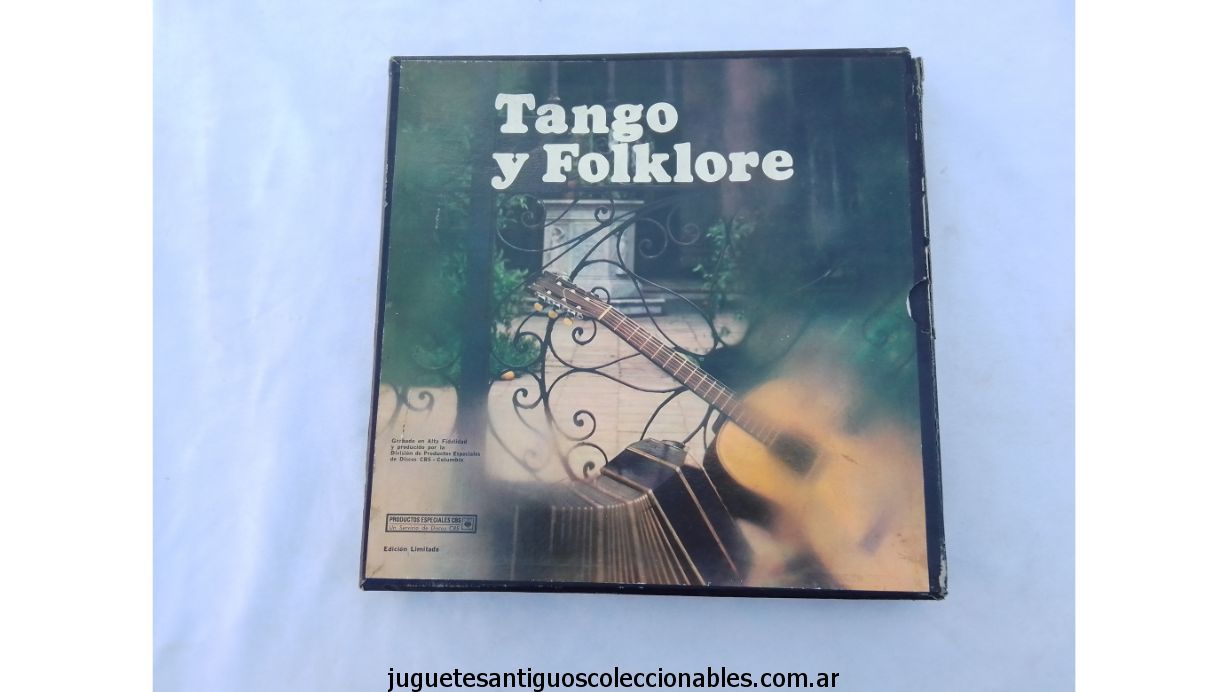 Tango
y Folklore
Grabado en Alta Fidelidad
y producido por la
División de Productos Especiales
de Discos CBS - Columbia
PRODUCTOS ESPECIALES CBS
Un Servicio de Discos CBS
Edición Limitada
juguetesantiguoscoleccionables.com.ar